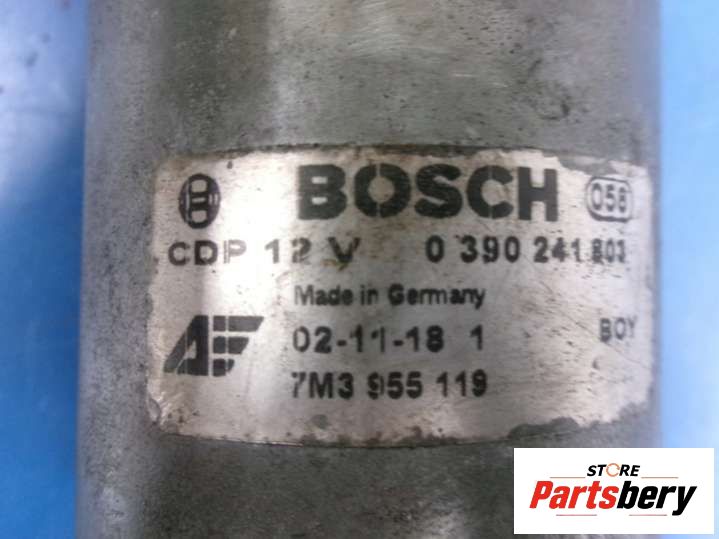 BOSCH 058
CDP 12 V 0 390 241 803
Made in Germany
02-11-18 1 BOY
7M3 955 119
STORE
Partsbery